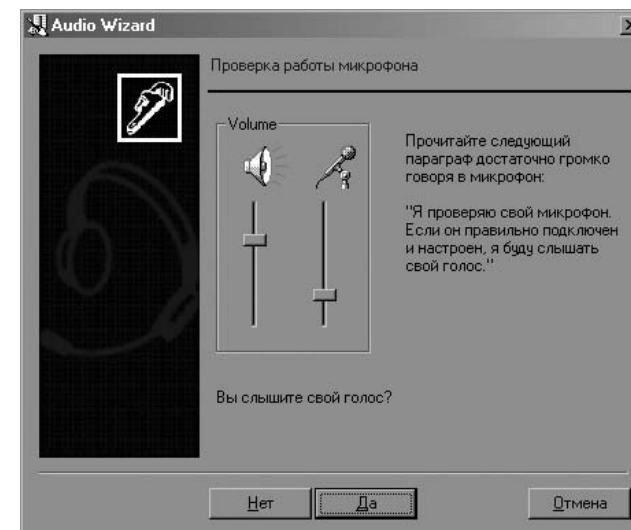 Audio Wizard
Проверка работы микрофона
Volume
Прочитайте следующий
параграф достаточно громко
говоря в микрофон:
"Я проверяю свой микрофон.
Если он правильно подключен
и настроен, я буду слышать
свой голос."
Вы слышите свой голос?
Нет
Да
Отмена